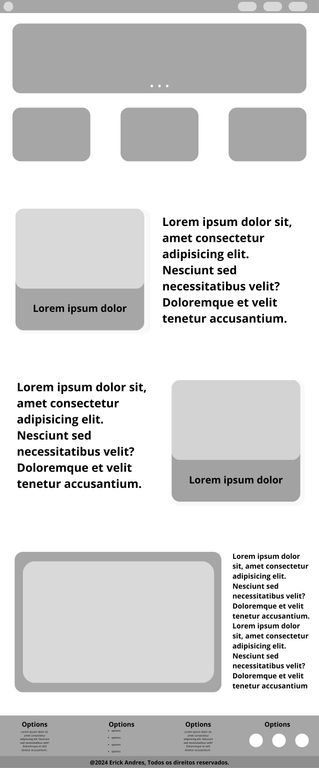 Lorem ipsum dolor sit,
amet consectetur
adipisicing elit.
Nesciunt sed
necessitatibus velit?
Doloremque et velit
tenetur accusantium.
Lorem ipsum dolor
Lorem ipsum dolor sit,
amet consectetur
adipisicing elit.
Nesciunt sed
necessitatibus velit?
Doloremque et velit
tenetur accusantium.
Lorem ipsum dolor
Lorem ipsum dolor
sit, amet consectetur
adipisicing elit.
Nesciunt sed
necessitatibus velit?
Doloremque et velit
tenetur accusantium.
Lorem ipsum dolor
sit, amet consectetur
adipisicing elit.
Nesciunt sed
necessitatibus velit?
Doloremque et velit
tenetur accusantium
Options
Options
Options
Options
@2024 Erick Andres, Todos os direitos reservados.